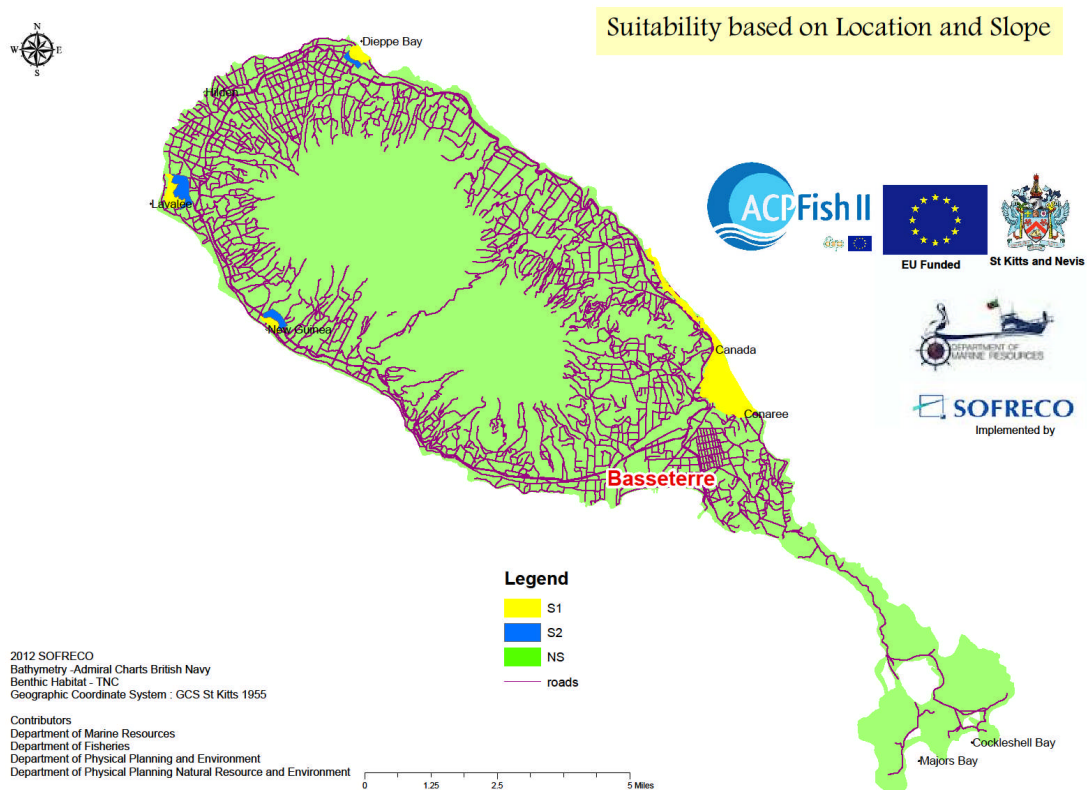 Suitability based on Location and Slope
N
W E
S
Dieppe Bay
Hilden
Lavalee
New Guinea
Canada
Conaree
Basseterre
Cockleshell Bay
Majors Bay
ACPFish II
EU Funded
St Kitts and Nevis
DEPARTMENT OF
MARINE RESOURCES
SOFRECO
Implemented by
Legend
S1
S2
NS
roads
2012 SOFRECO
Bathymetry -Admiral Charts British Navy
Benthic Habitat - TNC
Geographic Coordinate System : GCS St Kitts 1955
Contributors
Department of Marine Resources
Department of Fisheries
Department of Physical Planning and Environment
Department of Physical Planning Natural Resource and Environment
0 1.25 2.5 5 Miles